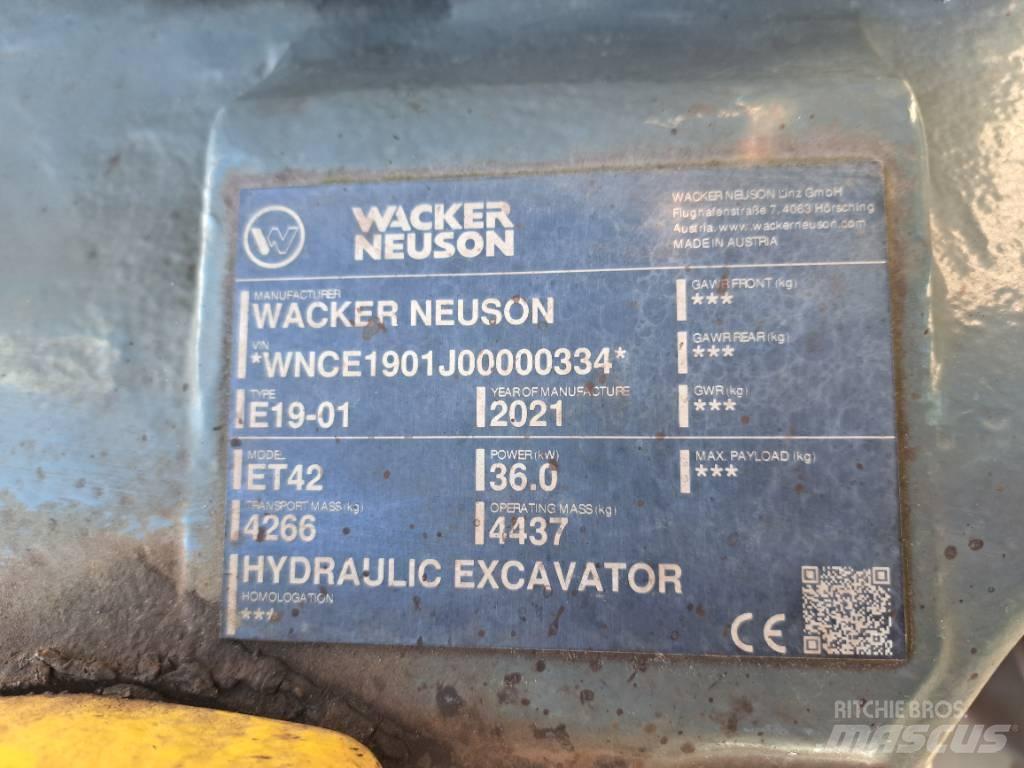 W
WACKER
NEUSON
WACKER NEUSON Linz GmbH
Flughafenstraße 7, 4063 Hörsching
Austria, www.wackerneuson.com
MADE IN AUSTRIA
MANUFACTURER
WACKER NEUSON
VIN
*WNCE1901J00000334*
TYPE
E19-01
YEAR OF MANUFACTURE
2021
MODEL
ET42
POWER (kW)
36.0
TRANSPORT MASS (kg)
4266
OPERATING MASS (kg)
4437
HYDRAULIC EXCAVATOR
HOMOLOGATION
***
GAWR FRONT (kg)
***
GAWR REAR (kg)
***
GWR (kg)
***
MAX. PAYLOAD (kg)
***
CE
RITCHIE BROS.
MASCUS